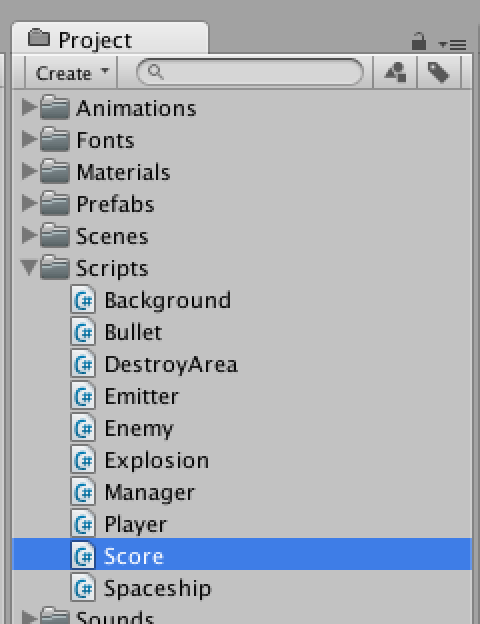 Project
Create
Animations
Fonts
Materials
Prefabs
Scenes
Scripts
C# Background
C# Bullet
C# DestroyArea
C# Emitter
C# Enemy
C# Explosion
C# Manager
C# Player
C# Score
C# Spaceship
Sounds